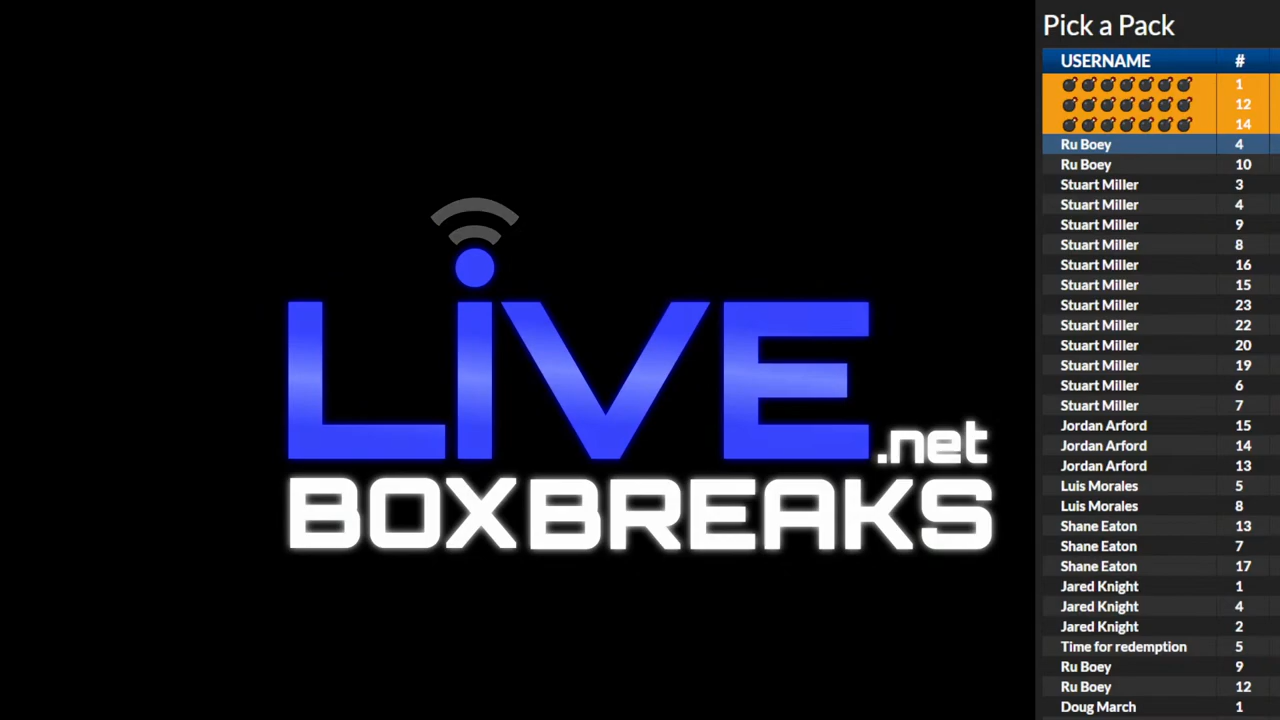 LiVE.net
BOXBREAKS
Pick a Pack
USERNAME #
💣💣💣💣💣💣💣 1
💣💣💣💣💣💣💣 12
💣💣💣💣💣💣💣 14
Ru Boey 4
Ru Boey 10
Stuart Miller 3
Stuart Miller 4
Stuart Miller 9
Stuart Miller 8
Stuart Miller 16
Stuart Miller 15
Stuart Miller 23
Stuart Miller 22
Stuart Miller 20
Stuart Miller 19
Stuart Miller 6
Stuart Miller 7
Jordan Arford 15
Jordan Arford 14
Jordan Arford 13
Luis Morales 5
Luis Morales 8
Shane Eaton 13
Shane Eaton 7
Shane Eaton 17
Jared Knight 1
Jared Knight 4
Jared Knight 2
Time for redemption 5
Ru Boey 9
Ru Boey 12
Doug March 1